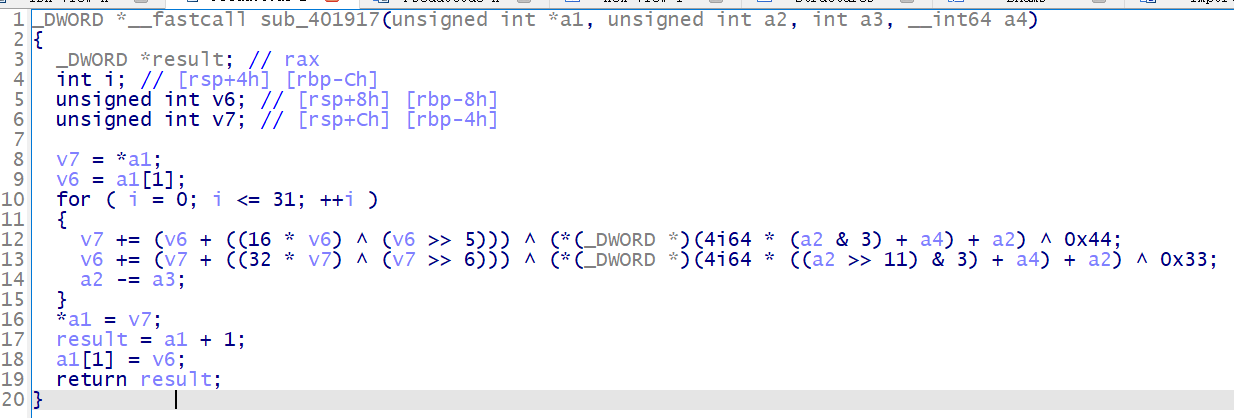 1 _DWORD *__fastcall sub_401917(unsigned int *a1, unsigned int a2, int a3, __int64 a4)
2 {
3   _DWORD *result; // rax
4   int i; // [rsp+4h] [rbp-Ch]
5   unsigned int v6; // [rsp+8h] [rbp-8h]
6   unsigned int v7; // [rsp+Ch] [rbp-4h]
7
8   v7 = *a1;
9   v6 = a1[1];
10   for ( i = 0; i <= 31; ++i )
11   {
12     v7 += (v6 + ((16 * v6) ^ (v6 >> 5))) ^ (*(_DWORD *)(4i64 * (a2 & 3) + a4) + a2) ^ 0x44;
13     v6 += (v7 + ((32 * v7) ^ (v7 >> 6))) ^ (*(_DWORD *)(4i64 * ((a2 >> 11) & 3) + a4) + a2) ^ 0x33;
14     a2 -= a3;
15   }
16   *a1 = v7;
17   result = a1 + 1;
18   a1[1] = v6;
19   return result;
20 }